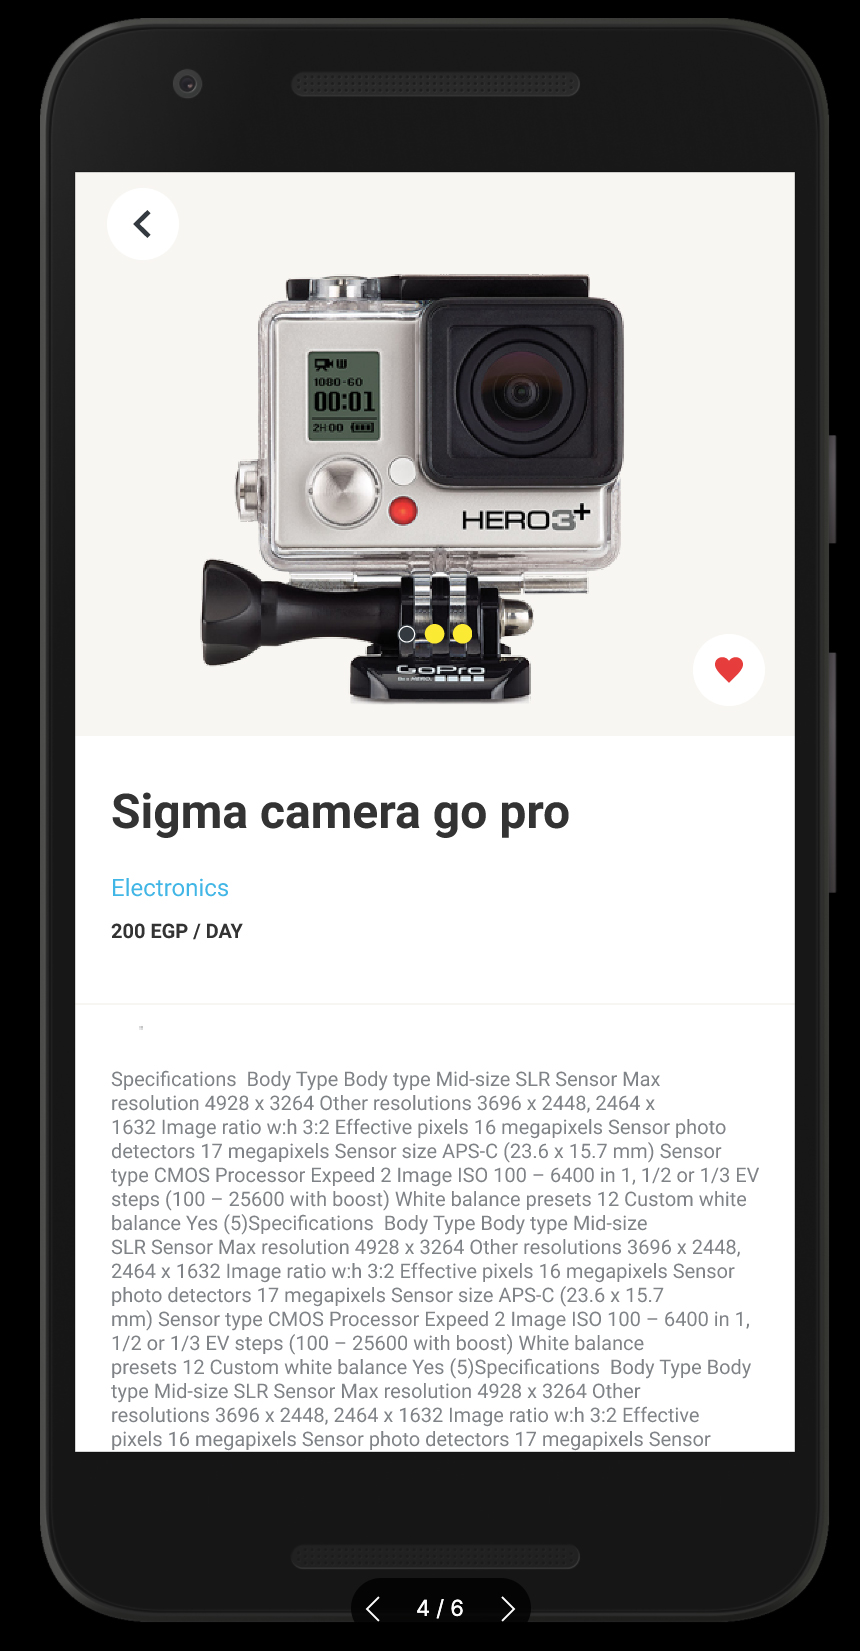 1080-60
00:01
2H:00
HERO3+
GoPro
Be a HERO.
Sigma camera go pro
Electronics
200 EGP / DAY
Specifications  Body Type Body type Mid-size SLR Sensor Max
resolution 4928 x 3264 Other resolutions 3696 x 2448, 2464 x
1632 Image ratio w:h 3:2 Effective pixels 16 megapixels Sensor photo
detectors 17 megapixels Sensor size APS-C (23.6 x 15.7 mm) Sensor
type CMOS Processor Expeed 2 Image ISO 100 – 6400 in 1, 1/2 or 1/3 EV
steps (100 – 25600 with boost) White balance presets 12 Custom white
balance Yes (5)Specifications  Body Type Body type Mid-size
SLR Sensor Max resolution 4928 x 3264 Other resolutions 3696 x 2448,
2464 x 1632 Image ratio w:h 3:2 Effective pixels 16 megapixels Sensor
photo detectors 17 megapixels Sensor size APS-C (23.6 x 15.7
mm) Sensor type CMOS Processor Expeed 2 Image ISO 100 – 6400 in 1,
1/2 or 1/3 EV steps (100 – 25600 with boost) White balance
presets 12 Custom white balance Yes (5)Specifications  Body Type Body
type Mid-size SLR Sensor Max resolution 4928 x 3264 Other
resolutions 3696 x 2448, 2464 x 1632 Image ratio w:h 3:2 Effective
pixels 16 megapixels Sensor photo detectors 17 megapixels Sensor
4 / 6